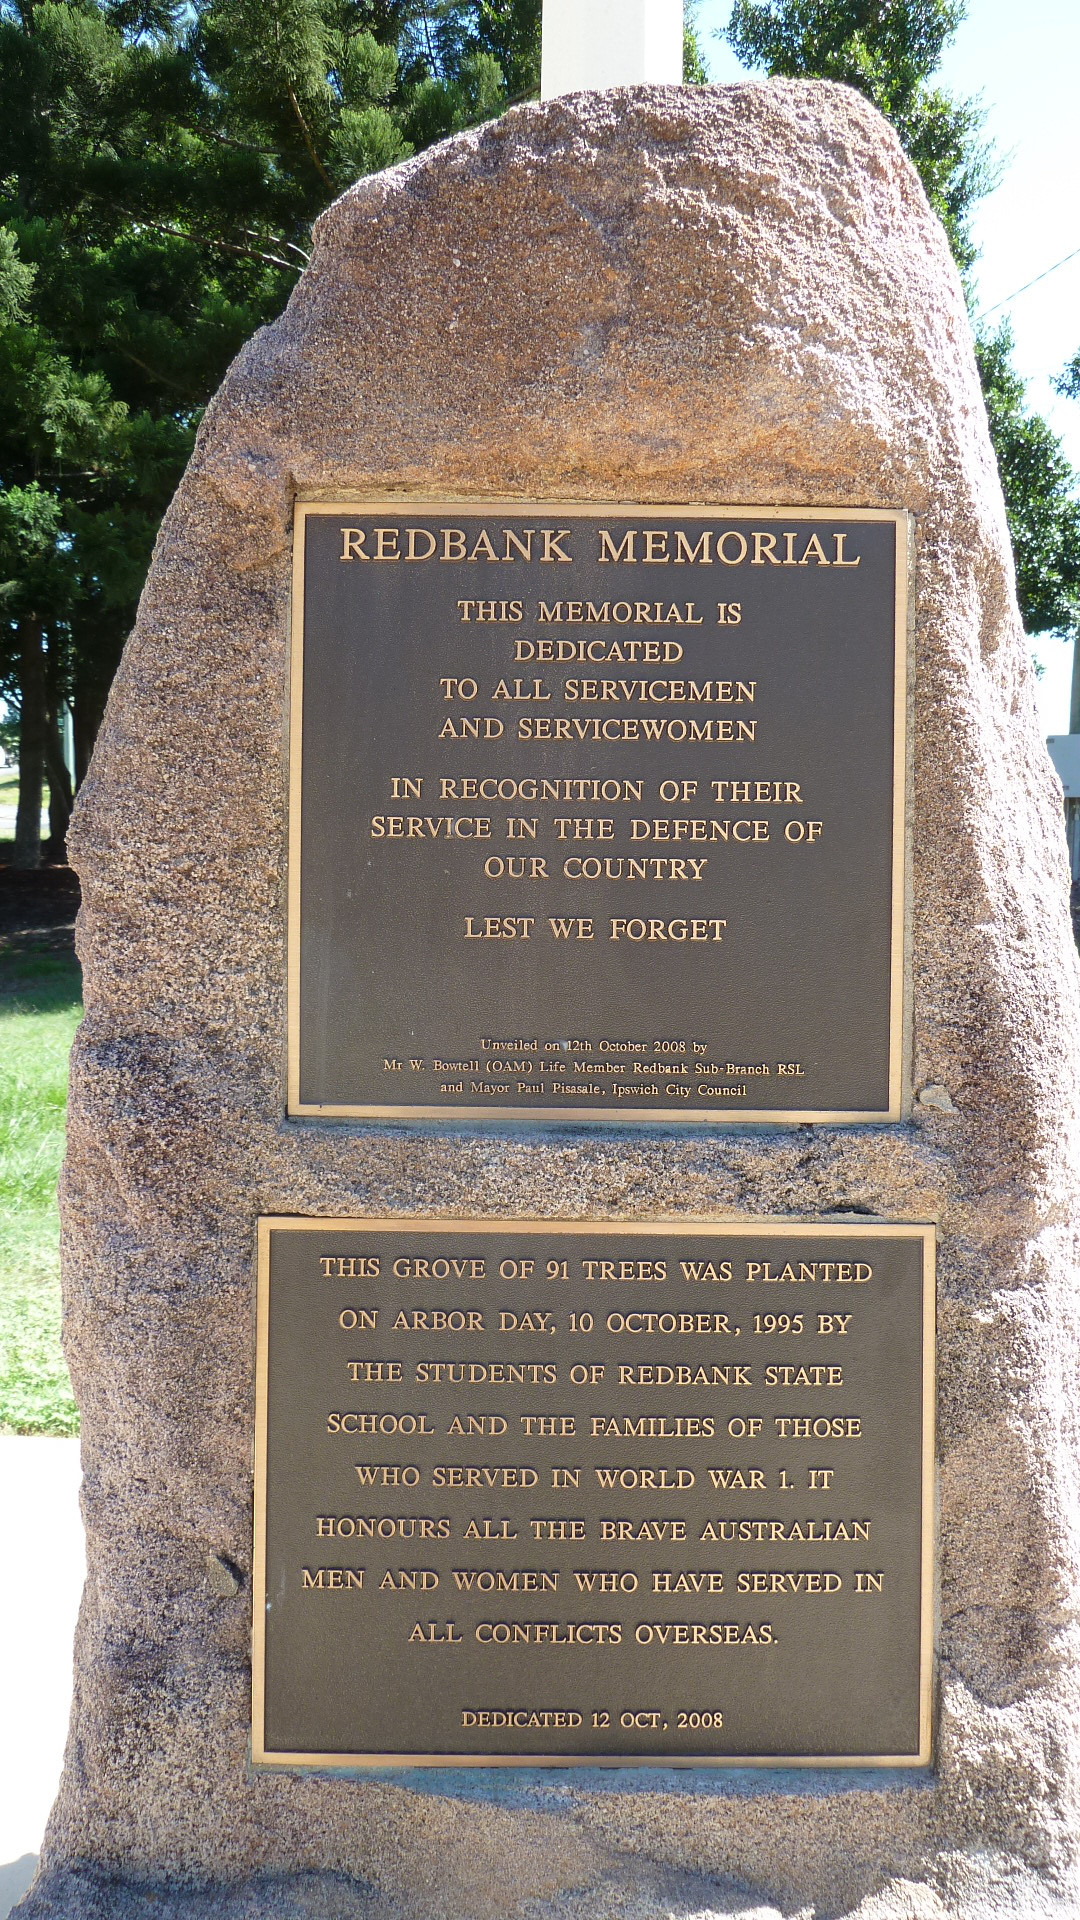 REDBANK MEMORIAL
THIS MEMORIAL IS
DEDICATED
TO ALL SERVICEMEN
AND SERVICEWOMEN
IN RECOGNITION OF THEIR
SERVICE IN THE DEFENCE OF
OUR COUNTRY
LEST WE FORGET
Unveiled on 12th October 2008 by
Mr W. Bowtell (OAM) Life Member Redbank Sub-Branch RSL
and Mayor Paul Pisasale, Ipswich City Council
THIS GROVE OF 91 TREES WAS PLANTED
ON ARBOR DAY, 10 OCTOBER, 1995 BY
THE STUDENTS OF REDBANK STATE
SCHOOL AND THE FAMILIES OF THOSE
WHO SERVED IN WORLD WAR 1. IT
HONOURS ALL THE BRAVE AUSTRALIAN
MEN AND WOMEN WHO HAVE SERVED IN
ALL CONFLICTS OVERSEAS.
DEDICATED 12 OCT, 2008